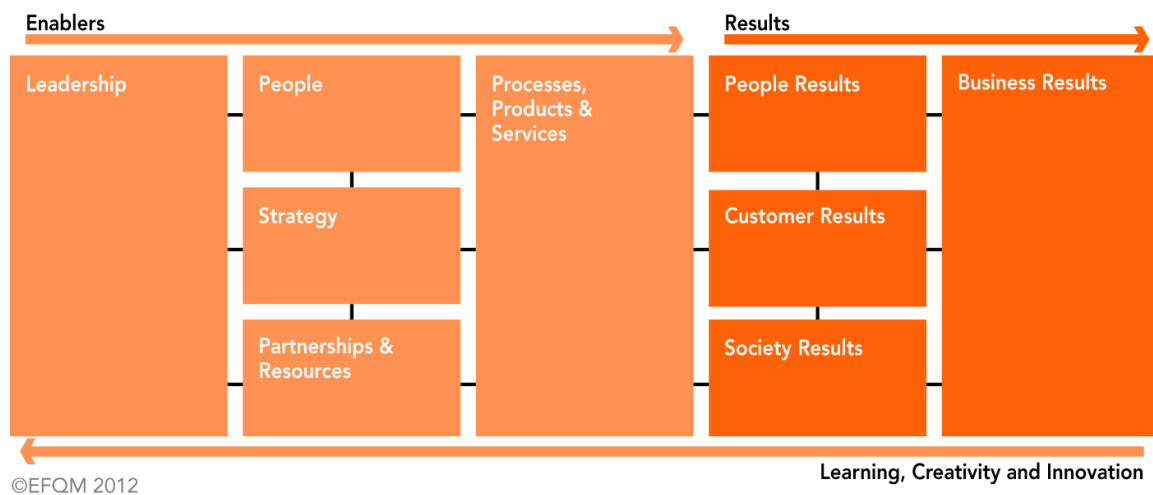 Enablers
Results
Leadership
People
Processes,
Products &
Services
People Results
Business Results
Strategy
Customer Results
Partnerships &
Resources
Society Results
Learning, Creativity and Innovation
©EFQM 2012